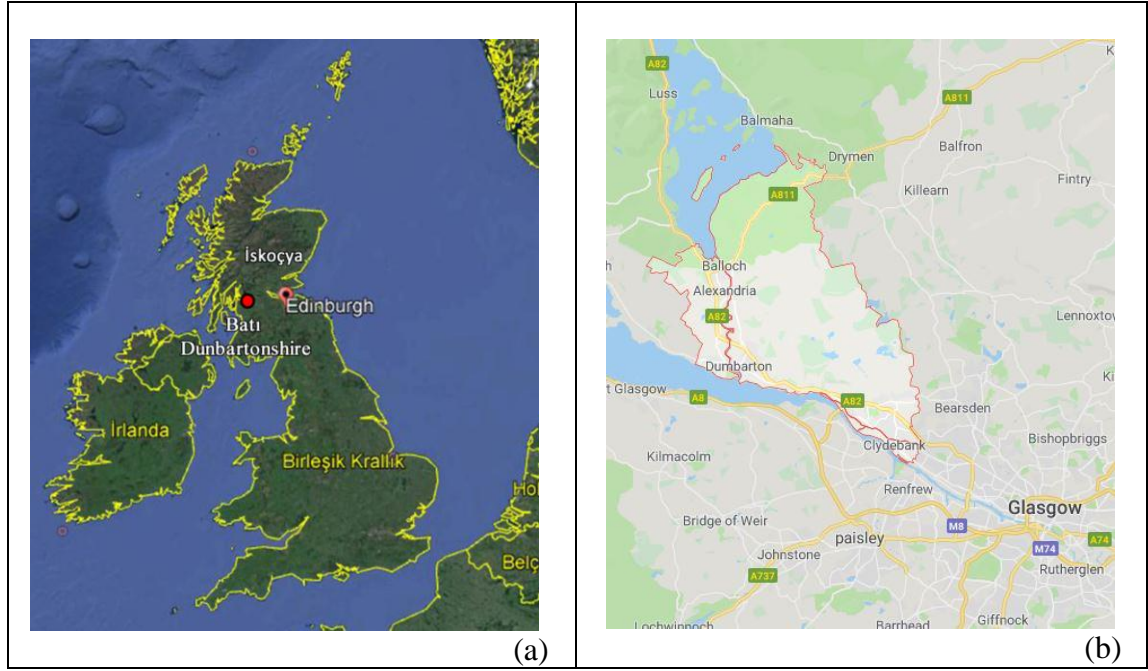 İskoçya
Edinburgh
Batı
Dunbartonshire
İrlanda
Birleşik Krallık
(a)
A82
Luss
A811
Balmaha
Balfron
Drymen
Fintry
Killearn
A811
Balloch
Alexandria
A82
Dumbarton
A8
A82
Bearsden
Bishopbriggs
Clydebank
Kilmacolm
Renfrew
Glasgow
Bridge of Weir
M8
paisley
A74
M74
Johnstone
A737
Rutherglen
Giffnock
Barrhead
Lochwinnoch
(b)